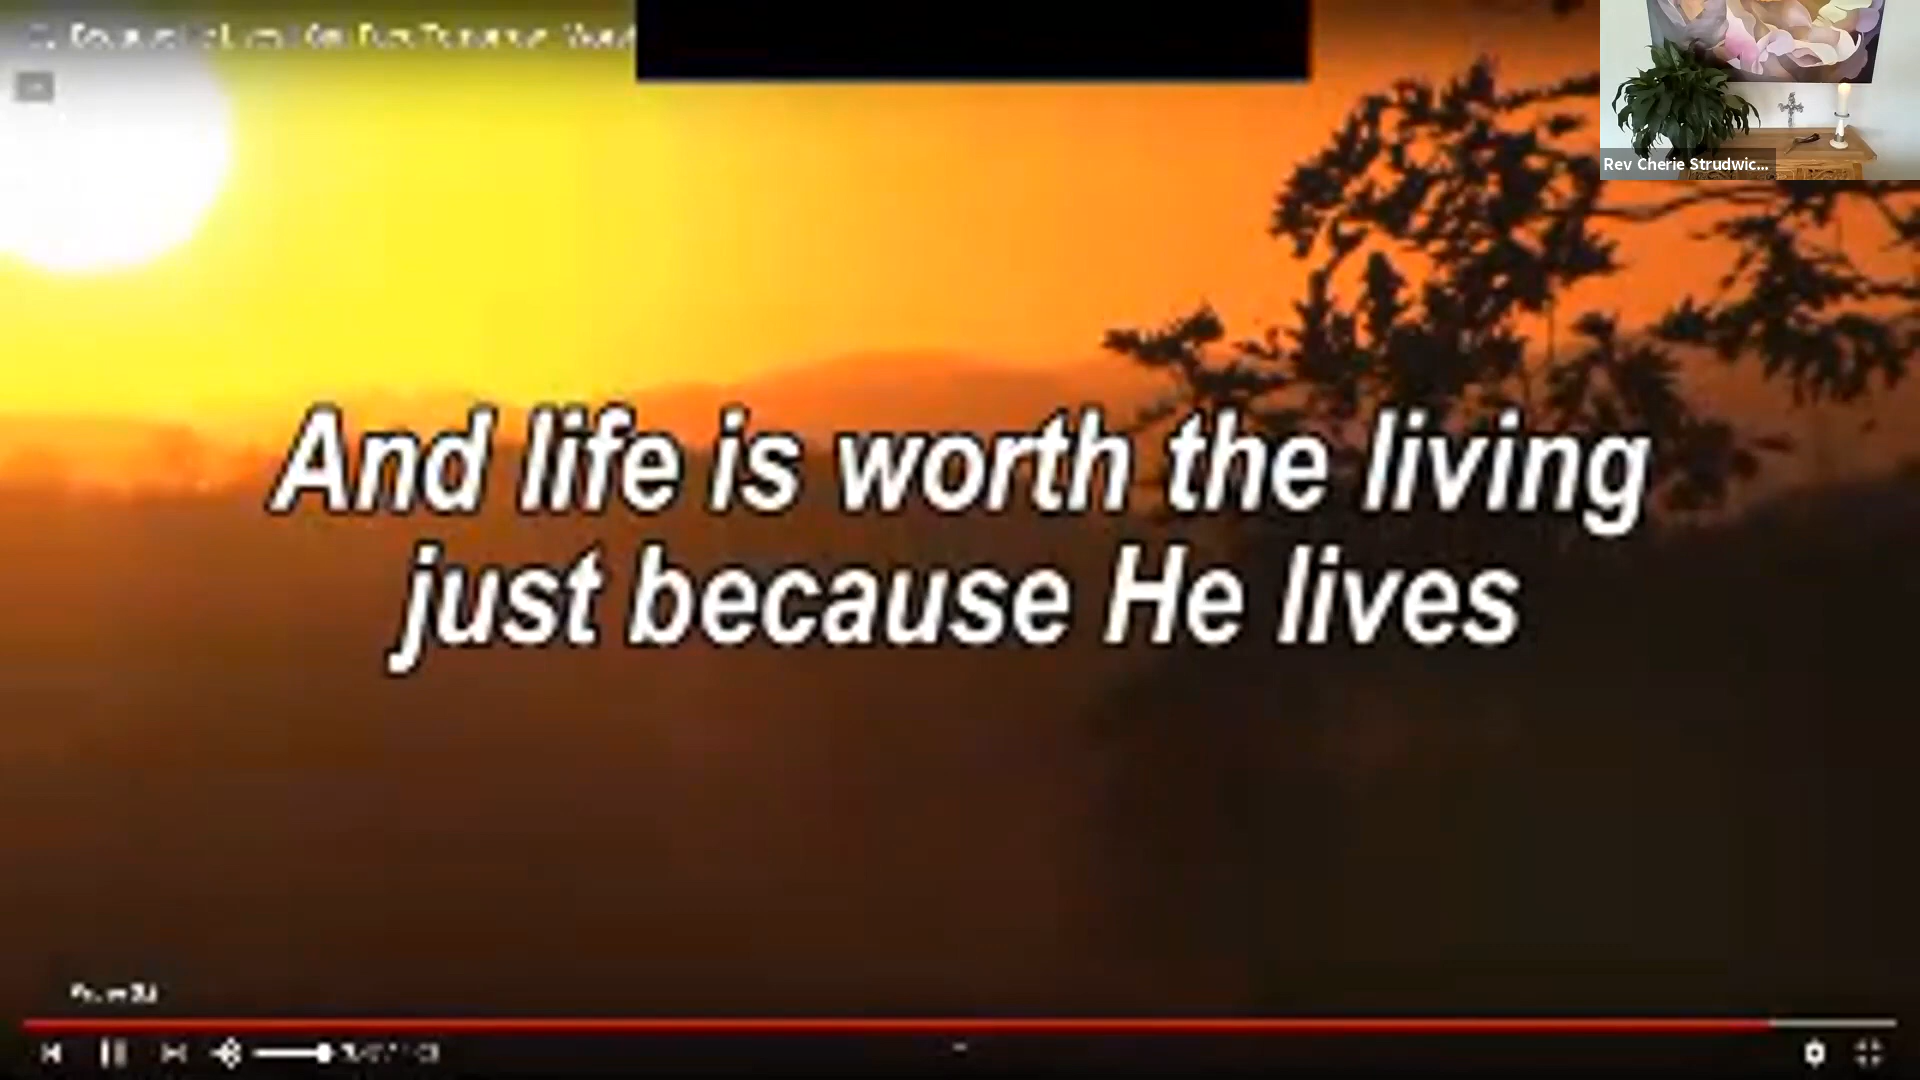 Rev Cherie Strudwic...
And life is worth the living
just because He lives